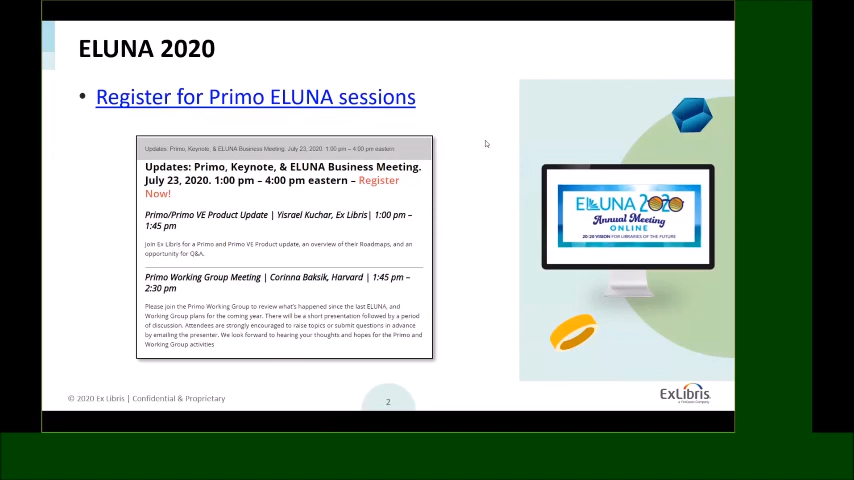 ELUNA 2020
• Register for Primo ELUNA sessions
Updates: Primo, Keynote, & ELUNA Business Meeting. July 23, 2020. 1:00 pm – 4:00 pm eastern
Updates: Primo, Keynote, & ELUNA Business Meeting.
July 23, 2020. 1:00 pm – 4:00 pm eastern – Register
Now!
Primo/Primo VE Product Update | Yisrael Kuchar, Ex Libris| 1:00 pm –
1:45 pm
Join Ex Libris for a Primo and Primo VE Product update, an overview of their Roadmaps, and an
opportunity for Q&A.
Primo Working Group Meeting | Corinna Baksik, Harvard | 1:45 pm –
2:30 pm
Please join the Primo Working Group to review what's happened since the last ELUNA, and
Working Group plans for the coming year. There will be a short presentation followed by a period
of discussion. Attendees are strongly encouraged to raise topics or submit questions in advance
by emailing the presenter. We look forward to hearing your thoughts and hopes for the Primo and
Working Group activities
ELUNA 2020
Annual Meeting
ONLINE
20/20 VISION FOR LIBRARIES OF THE FUTURE
© 2020 Ex Libris | Confidential & Proprietary
2
ExLibris
a ProQuest Company